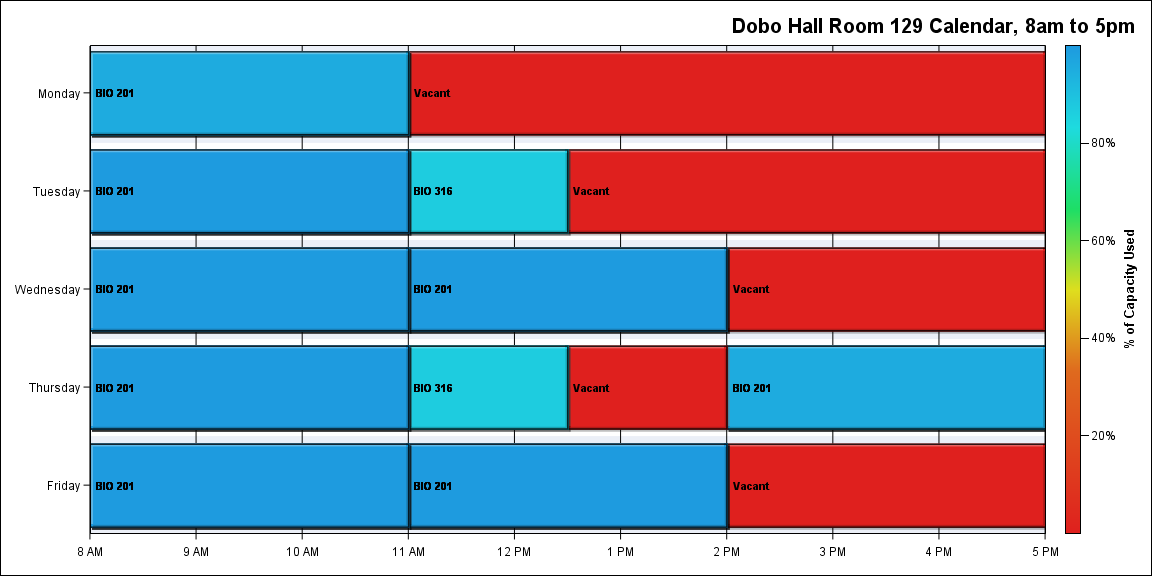 Dobo Hall Room 129 Calendar, 8am to 5pm
Monday
BIO 201
Vacant
Tuesday
BIO 201
BIO 316
Vacant
Wednesday
BIO 201
BIO 201
Vacant
Thursday
BIO 201
BIO 316
Vacant
BIO 201
Friday
BIO 201
BIO 201
Vacant
8 AM
9 AM
10 AM
11 AM
12 PM
1 PM
2 PM
3 PM
4 PM
5 PM
80%
60%
40%
20%
% of Capacity Used